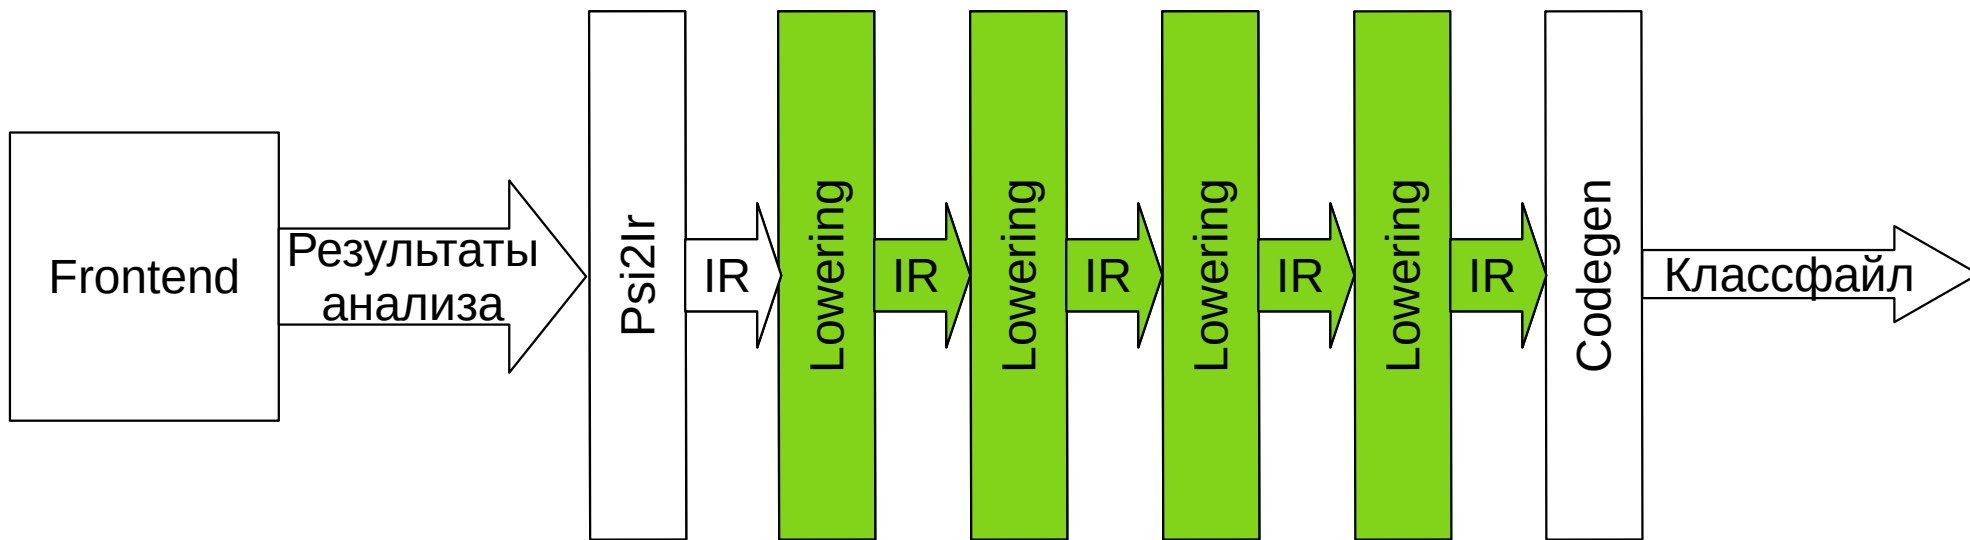 Frontend
Результаты
анализа
Psi2Ir
IR
Lowering
IR
Lowering
IR
Lowering
IR
Lowering
IR
Codegen
Классфайл